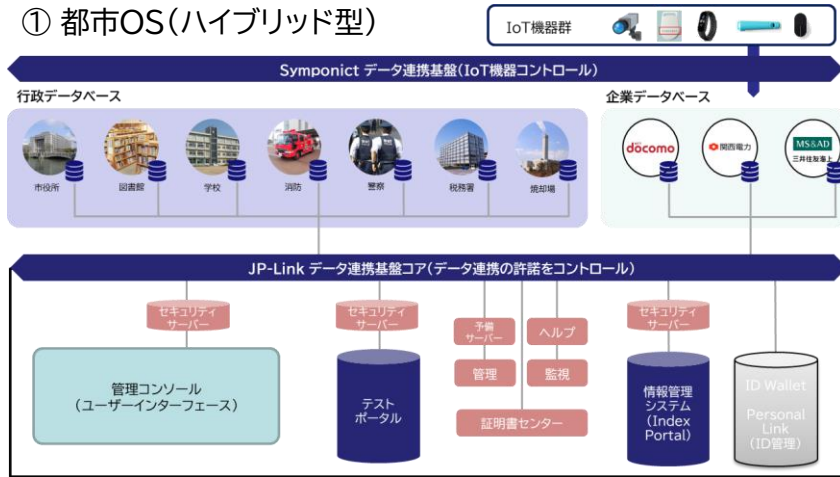 ① 都市OS(ハイブリッド型)
IoT機器群
Symponict データ連携基盤(IoT機器コントロール)
行政データベース
企業データベース
市役所
図書館
学校
消防
警察
税務署
焼却場
döcomo
関西電力
MS&AD
三井住友海上
JP-Link データ連携基盤コア(データ連携の許諾をコントロール)
セキュリティ
サーバー
セキュリティ
サーバー
予備
サーバー
ヘルプ
セキュリティ
サーバー
管理
監視
管理コンソール
(ユーザーインターフェース)
テスト
ポータル
証明書センター
情報管理
システム
(Index
Portal)
ID Wallet
Personal
Link
(ID管理)